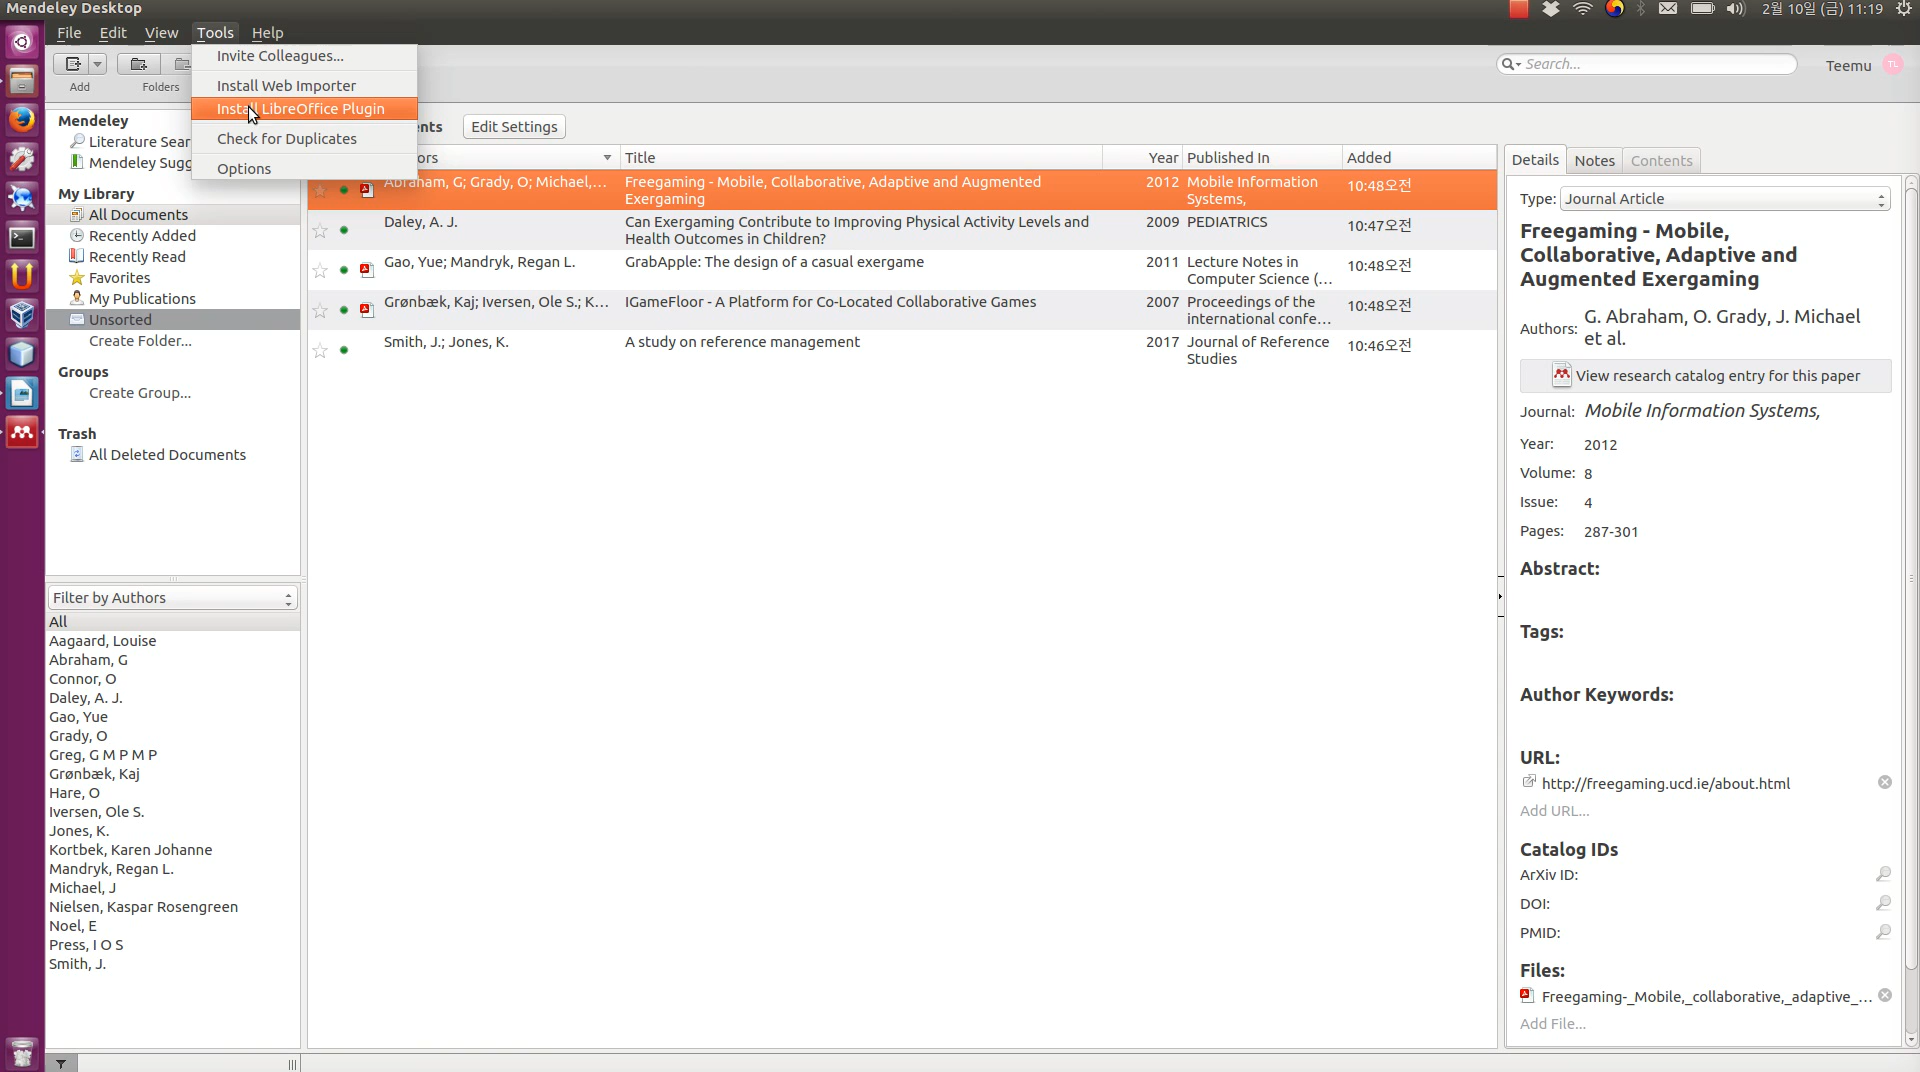 Mendeley Desktop
2월 10일 (금) 11:19
File Edit View Tools Help
Invite Colleagues...
Install Web Importer
Install LibreOffice Plugin
Check for Duplicates
Options
Add
Folders
Search...
Teemu TL
Mendeley
Literature Sear
Mendeley Sugg
My Library
All Documents
Recently Added
Recently Read
Favorites
My Publications
Unsorted
Create Folder...
Groups
Create Group...
Trash
All Deleted Documents
Filter by Authors
All
Aagaard, Louise
Abraham, G
Connor, O
Daley, A. J.
Gao, Yue
Grady, O
Greg, G M P M P
Grønbæk, Kaj
Hare, O
Iversen, Ole S.
Jones, K.
Kortbek, Karen Johanne
Mandryk, Regan L.
Michael, J
Nielsen, Kaspar Rosengreen
Noel, E
Press, I O S
Smith, J.
ents Edit Settings
ors Title Year Published In Added
Abraham, G; Grady, O; Michael,... Freegaming - Mobile, Collaborative, Adaptive and Augmented 2012 Mobile Information 10:48오전
Exergaming Systems,
Daley, A. J. Can Exergaming Contribute to Improving Physical Activity Levels and 2009 PEDIATRICS 10:47오전
Health Outcomes in Children?
Gao, Yue; Mandryk, Regan L. GrabApple: The design of a casual exergame 2011 Lecture Notes in 10:48오전
Computer Science (...
Grønbæk, Kaj; Iversen, Ole S.; K... IGameFloor - A Platform for Co-Located Collaborative Games 2007 Proceedings of the 10:48오전
international confe...
Smith, J.; Jones, K. A study on reference management 2017 Journal of Reference 10:46오전
Studies
Details Notes Contents
Type: Journal Article
Freegaming - Mobile,
Collaborative, Adaptive and
Augmented Exergaming
Authors: G. Abraham, O. Grady, J. Michael
et al.
View research catalog entry for this paper
Journal: Mobile Information Systems,
Year: 2012
Volume: 8
Issue: 4
Pages: 287-301
Abstract:
Tags:
Author Keywords:
URL:
http://freegaming.ucd.ie/about.html
Add URL...
Catalog IDs
ArXiv ID:
DOI:
PMID:
Files:
Freegaming-_Mobile,_collaborative,_adaptive_...
Add File...